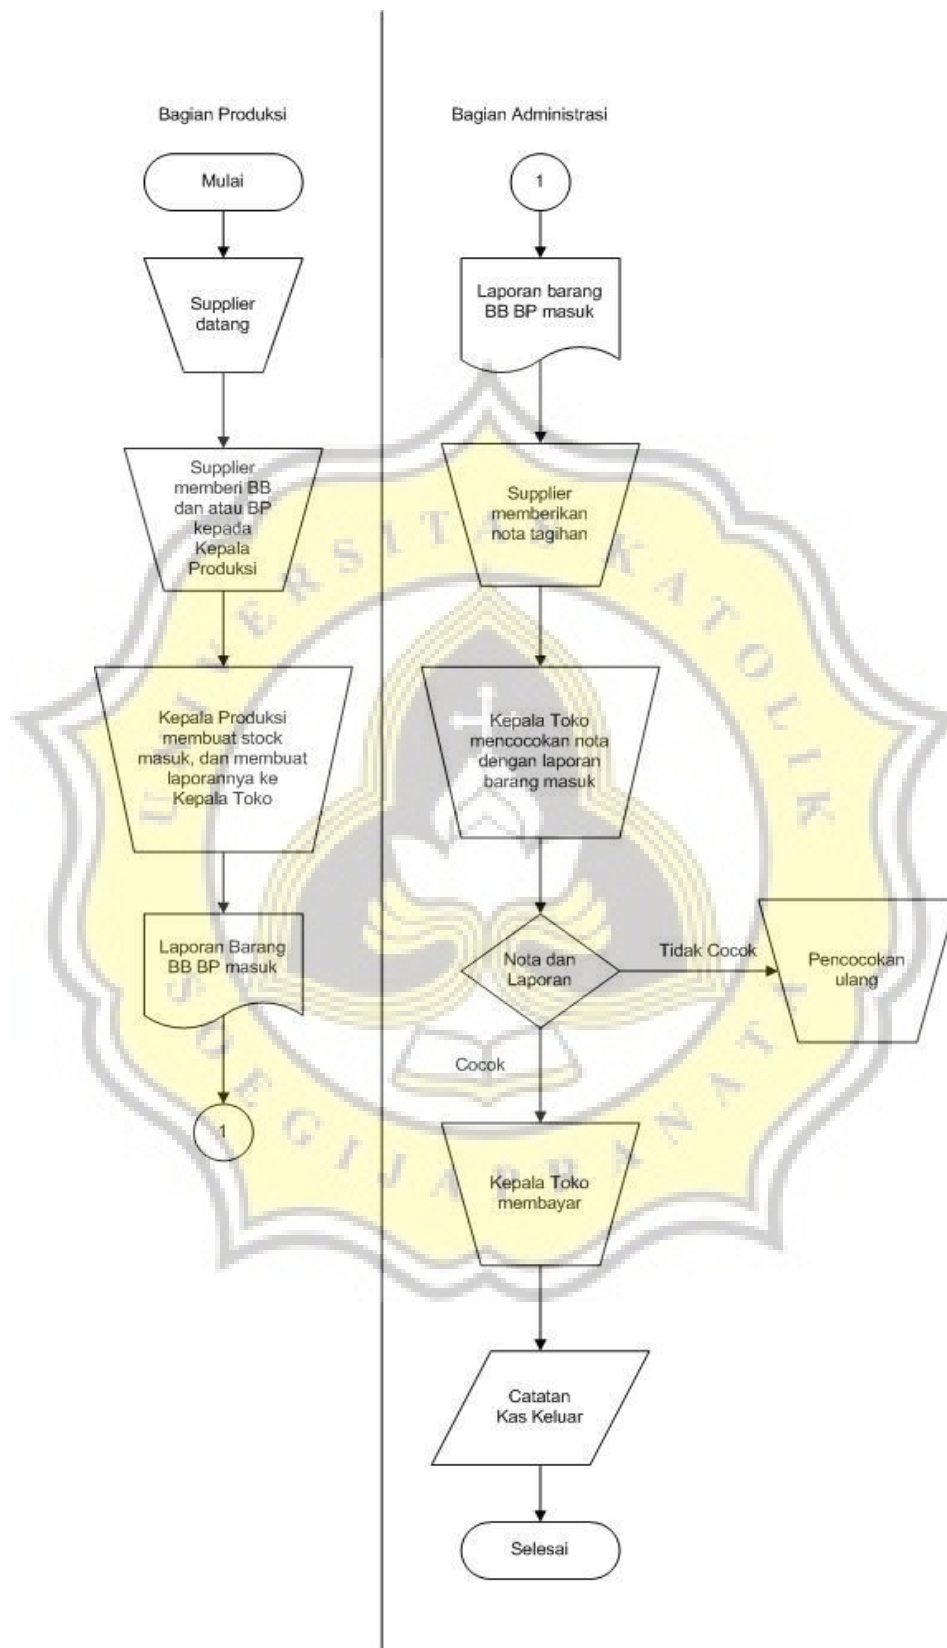 Bagian Produksi
Mulai
Supplier
datang
Supplier
memberi BB
dan atau BP
kepada
Kepala
Produksi
Kepala Produksi
membuat stock
masuk, dan membuat
laporannya ke
Kepala Toko
Laporan Barang
BB BP masuk
1
Bagian Administrasi
1
Laporan barang
BB BP masuk
Supplier
memberikan
nota tagihan
Kepala Toko
mencocokan nota
dengan laporan
barang masuk
Nota dan
Laporan
Tidak Cocok
Pencocokan
ulang
Cocok
Kepala Toko
membayar
Catatan
Kas Keluar
Selesai
UNIVERSITAS KATOLIK
SOEGIJAPRANATA